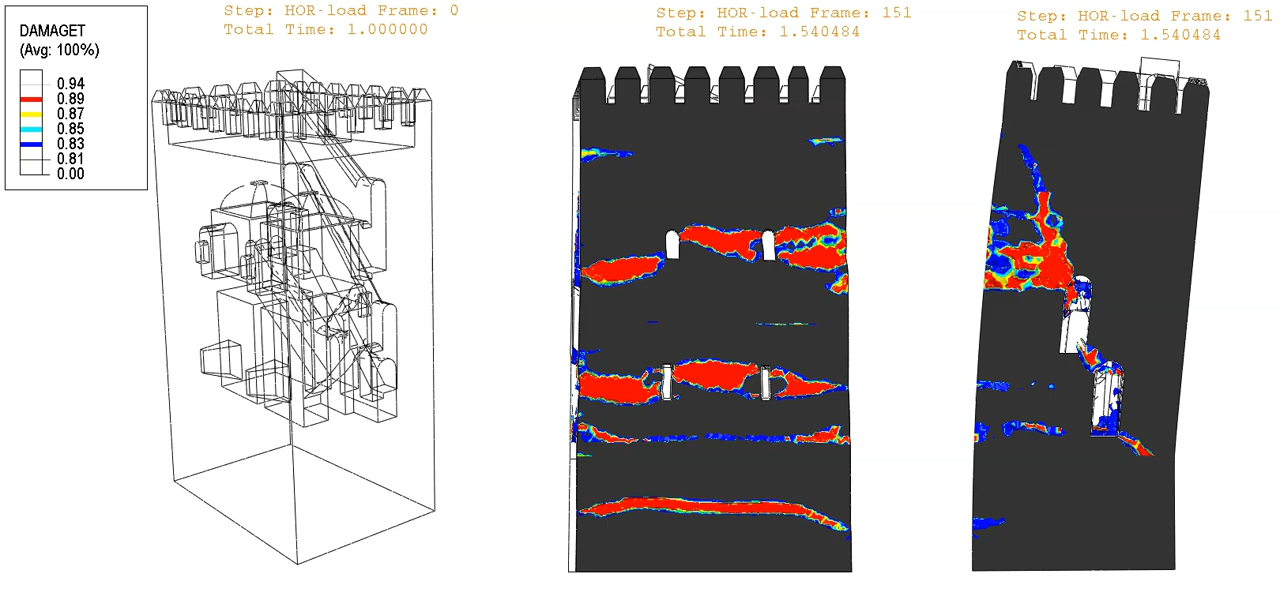 DAMAGET
(Avg: 100%)
0.94
0.89
0.87
0.85
0.83
0.81
0.00
Step: HOR-load Frame: 0
Total Time: 1.000000
Step: HOR-load Frame: 151
Total Time: 1.540484
Step: HOR-load Frame: 151
Total Time: 1.540484